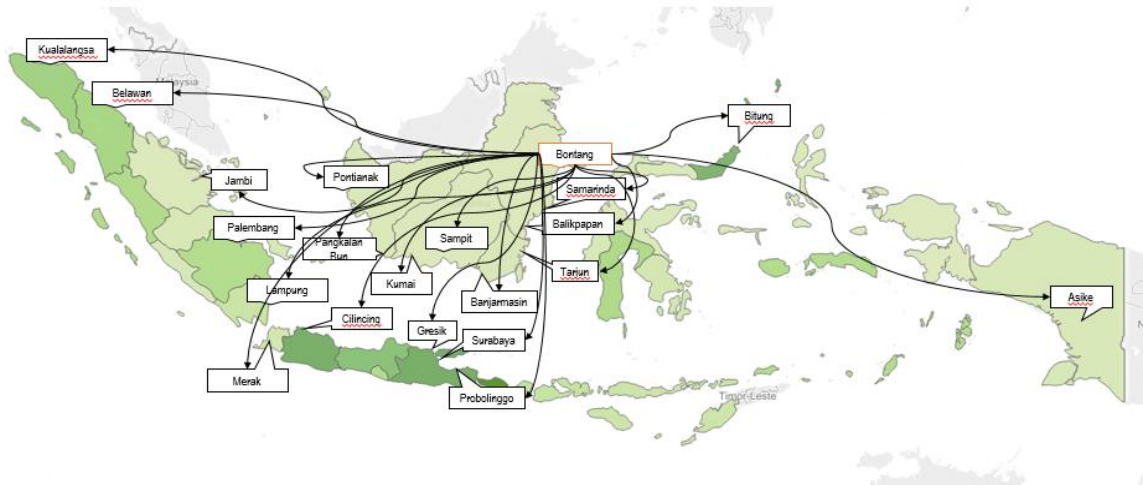 Kualalangsa
Malaysia
Belawan
Bitung
Bontang
Pontianak
Jambi
Samarinda
Palembang
Balikpapan
Pangkalan
Bun
Sampit
Tarjun
Kumai
Lampung
Banjarmasin
Asike
Cilincing
Gresik
Surabaya
Merak
Probolinggo
Timor-Leste
N